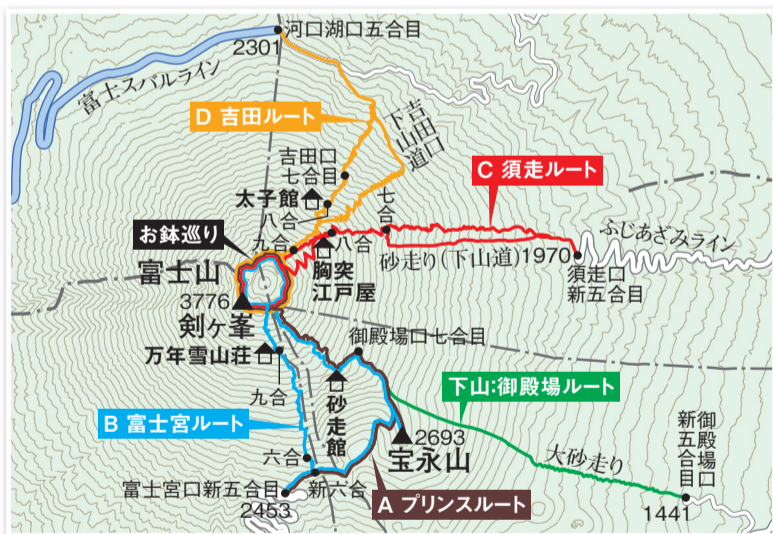 河口湖口五合目
2301
富士スバルライン
D 吉田ルート
吉田口
下山道
吉田口
七合目
太子館
八合
C 須走ルート
七合
ふじあざみライン
お鉢巡り
九合
八合
砂走り(下山道)
1970
須走口
新五合目
胸突
江戸屋
富士山
3776
剣ヶ峯
御殿場口七合目
万年雪山荘
九合
砂走館
下山:御殿場ルート
B 富士宮ルート
2693
宝永山
大砂走り
御殿場口
新五合目
1441
六合
新六合
富士宮口新五合目
2453
A プリンスルート